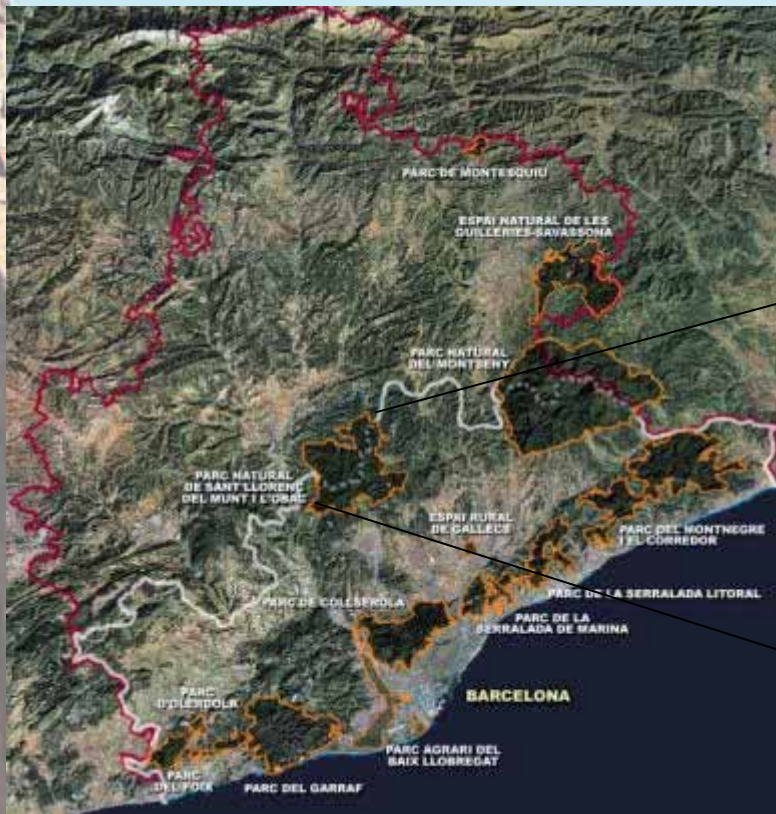 PARC DE MONTESQUIU
ESPAI NATURAL DE LES
GUILLERIES-SAVASSONA
PARC NATURAL
DEL MONTSENY
PARC NATURAL
DE SANT LLORENÇ
DEL MUNT I L'OBAC
ESPAI RURAL
DE GALLECS
PARC DEL MONTNEGRE
I EL CORREDOR
PARC DE COLLSEROLA
PARC DE LA SERRALADA LITORAL
PARC DE LA
SERRALADA DE MARINA
PARC
D'OLERDOLA
BARCELONA
PARC AGRARI DEL
BAIX LLOBREGAT
PARC
DEL FOIX
PARC DEL GARRAF